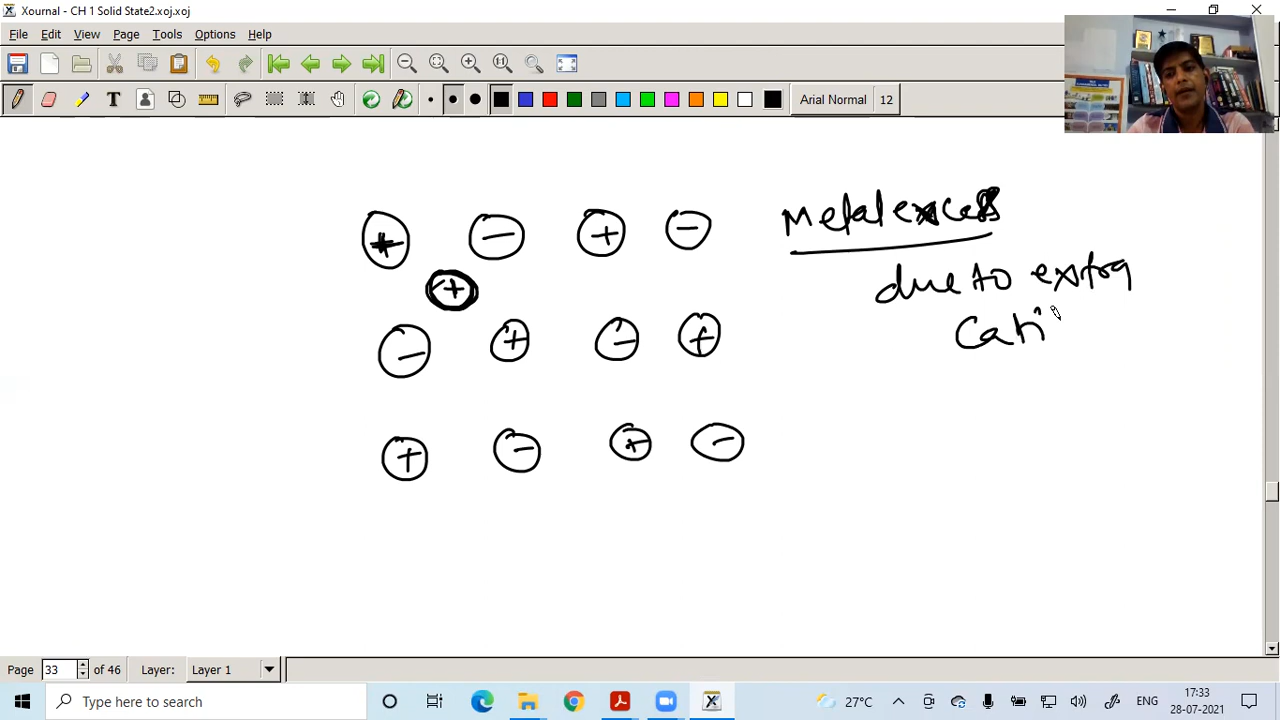 Xournal - CH 1 Solid State2.xoj.xoj
File Edit View Page Tools Options Help
Arial Normal 12
Metal excess
due to extra
Cati
+ - + -
+
- + - +
+ - + -
Page 33 of 46 Layer: Layer 1
Type here to search
27°C ENG 17:33
28-07-2021